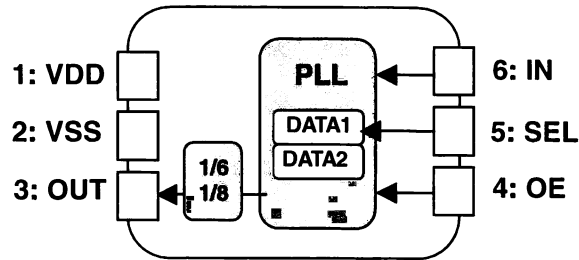 1: VDD
2: VSS
3: OUT
1/6
1/8
PLL
DATA1
DATA2
6: IN
5: SEL
4: OE